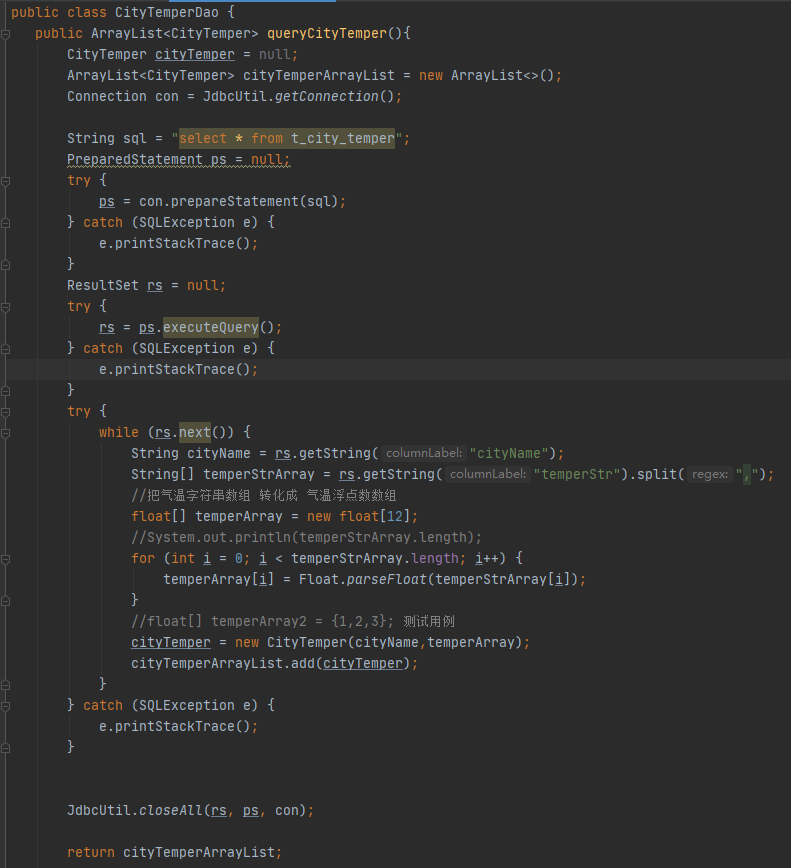 public class CityTemperDao {
public ArrayList<CityTemper> queryCityTemper(){
CityTemper cityTemper = null;
ArrayList<CityTemper> cityTemperArrayList = new ArrayList<>();
Connection con = JdbcUtil.getConnection();
String sql = "select * from t_city_temper";
PreparedStatement ps = null;
try {
ps = con.prepareStatement(sql);
} catch (SQLException e) {
e.printStackTrace();
}
ResultSet rs = null;
try {
rs = ps.executeQuery();
} catch (SQLException e) {
e.printStackTrace();
}
try {
while (rs.next()) {
String cityName = rs.getString( columnLabel: "cityName");
String[] temperStrArray = rs.getString( columnLabel: "temperStr").split( regex: ",");
//把气温字符串数组 转化成 气温浮点数数组
float[] temperArray = new float[12];
//System.out.println(temperStrArray.length);
for (int i = 0; i < temperStrArray.length; i++) {
temperArray[i] = Float.parseFloat(temperStrArray[i]);
}
//float[] temperArray2 = {1,2,3}; 测试用例
cityTemper = new CityTemper(cityName,temperArray);
cityTemperArrayList.add(cityTemper);
}
} catch (SQLException e) {
e.printStackTrace();
}
JdbcUtil.closeAll(rs, ps, con);
return cityTemperArrayList;